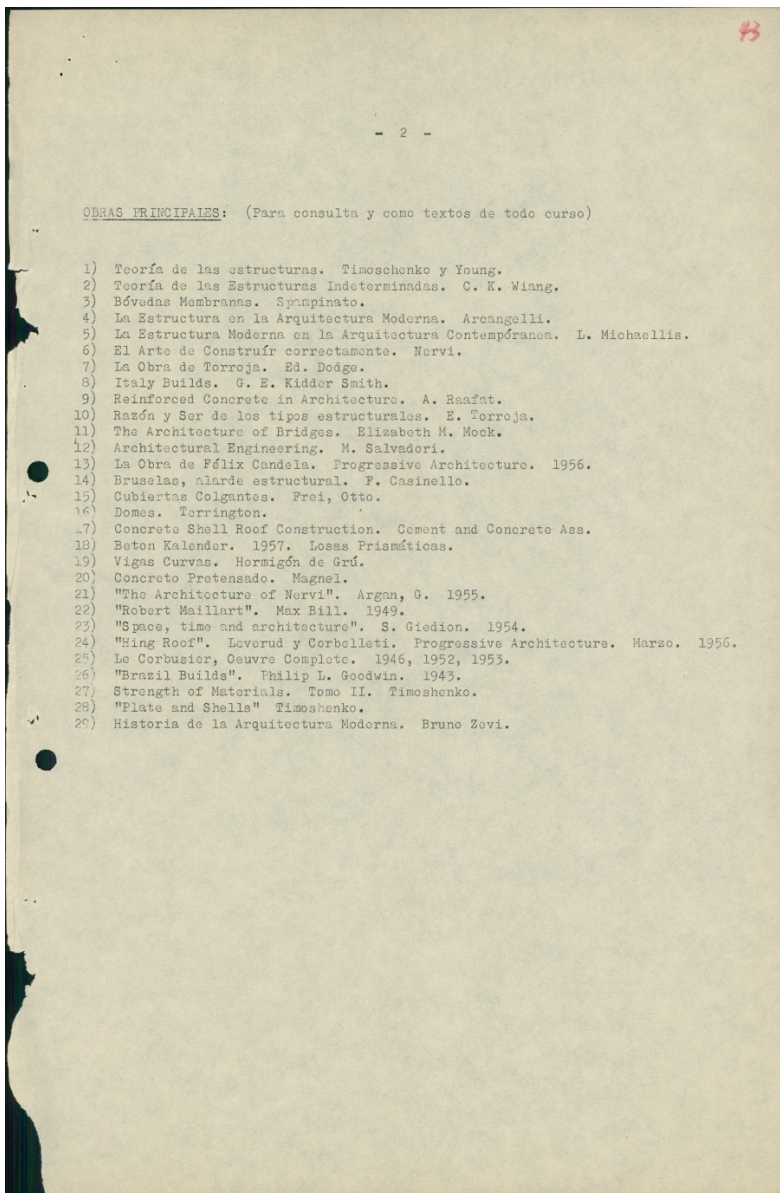 43
- 2 -
OBRAS PRINCIPALES: (Para consulta y como textos de todo curso)
1) Teoría de las estructuras. Timoschenko y Young.
2) Teoría de las Estructuras Indeterminadas. C. K. Wiang.
3) Bóvedas Membranas. Spampinato.
4) La Estructura en la Arquitectura Moderna. Arcangelli.
5) La Estructura Moderna en la Arquitectura Contempóranea. L. Michaellis.
6) El Arte de Construír correctamente. Nervi.
7) La Obra de Torroja. Ed. Dodge.
8) Italy Builds. G. E. Kidder Smith.
9) Reinforced Concrete in Architecture. A. Raafat.
10) Razón y Ser de los tipos estructurales. E. Torroja.
11) The Architecture of Bridges. Elizabeth M. Mock.
12) Architectural Engineering. M. Salvadori.
13) La Obra de Félix Candela. Progressive Architecture. 1956.
14) Bruselas, alarde estructural. F. Casinello.
15) Cubiertas Colgantes. Frei, Otto.
16) Domes. Terrington.
17) Concrete Shell Roof Construction. Cement and Concrete Ass.
18) Beton Kalender. 1957. Losas Prismáticas.
19) Vigas Curvas. Hormigón de Grú.
20) Concreto Pretensado. Magnel.
21) "The Architecture of Nervi". Argan, G. 1955.
22) "Robert Maillart". Max Bill. 1949.
23) "Space, time and architecture". S. Giedion. 1954.
24) "Hing Roof". Leverud y Corbelleti. Progressive Architecture. Marzo. 1956.
25) Le Corbusier, Oeuvre Complete. 1946, 1952, 1953.
26) "Brazil Builds". Philip L. Goodwin. 1943.
27) Strength of Materials. Tomo II. Timoshenko.
28) "Plate and Shells" Timoshenko.
29) Historia de la Arquitectura Moderna. Bruno Zevi.